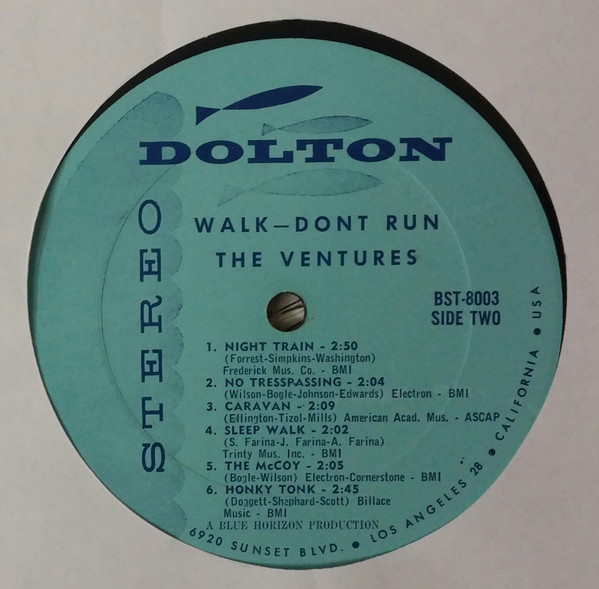 DOLTON
STEREO
WALK—DONT RUN
THE VENTURES
BST-8003
SIDE TWO
1. NIGHT TRAIN - 2:50
(Forrest-Simpkins-Washington)
Frederick Mus. Co. - BMI
2. NO TRESSPASSING - 2:04
(Wilson-Bogle-Johnson-Edwards) Electron - BMI
3. CARAVAN - 2:09
(Ellington-Tizol-Mills) American Acad. Mus. - ASCAP
4. SLEEP WALK - 2:02
(S. Farina-J. Farina-A. Farina)
Trinty Mus. Inc. - BMI
5. THE McCOY - 2:05
(Bogle-Wilson) Electron-Cornerstone - BMI
6. HONKY TONK - 2:45
(Doggett-Shephard-Scott) Billace
Music - BMI
A BLUE HORIZON PRODUCTION
6920 SUNSET BLVD. ● LOS ANGELES 28 ● CALIFORNIA ● USA